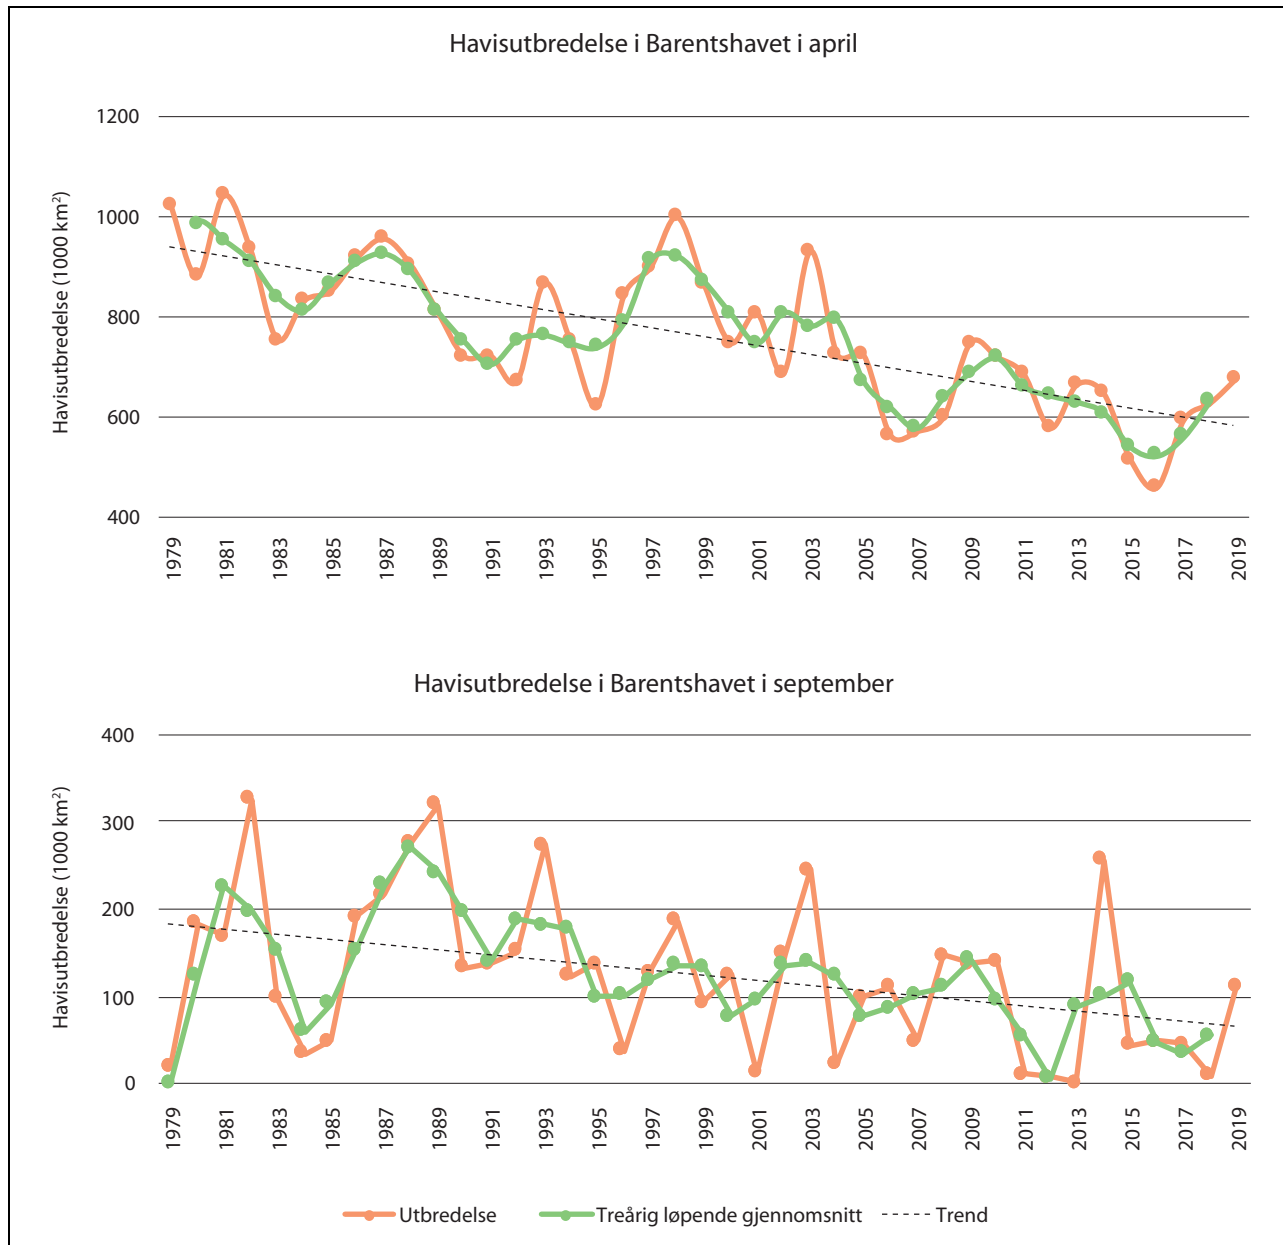 Havisutbredelse i Barentshavet i april
Havisutbredelse (1000 km²)
1200
1000
800
600
400
1979 1981 1983 1985 1987 1989 1991 1993 1995 1997 1999 2001 2003 2005 2007 2009 2011 2013 2015 2017 2019
Havisutbredelse i Barentshavet i september
Havisutbredelse (1000 km²)
400
300
200
100
0
1979 1981 1983 1985 1987 1989 1991 1993 1995 1997 1999 2001 2003 2005 2007 2009 2011 2013 2015 2017 2019
Utbredelse Treårig løpende gjennomsnitt Trend